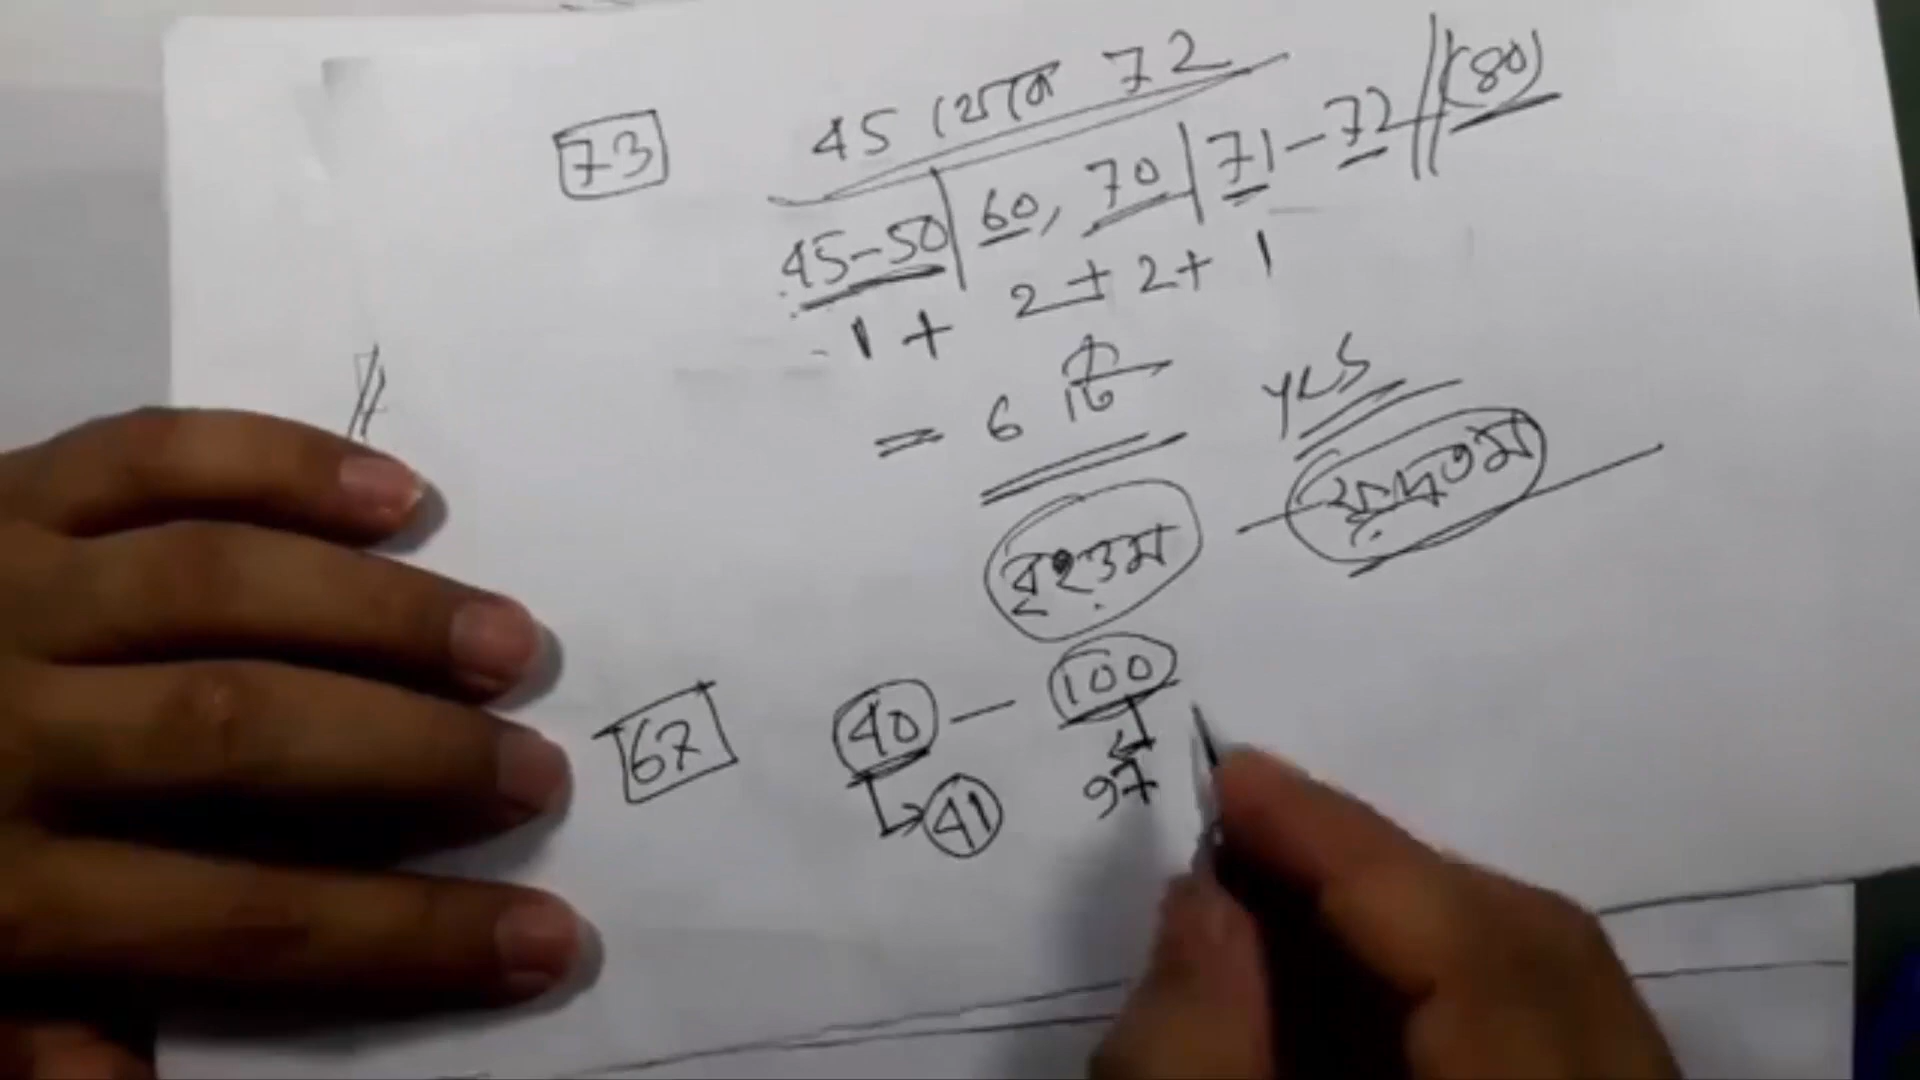 73 45 থেকে 72
45-50 | 60, 70 | 71-72 || (80)
1 + 2 + 2 + 1
= 6 টি yes
বৃহত্তম - ক্ষুদ্রতম
67 40 - 100
41 97